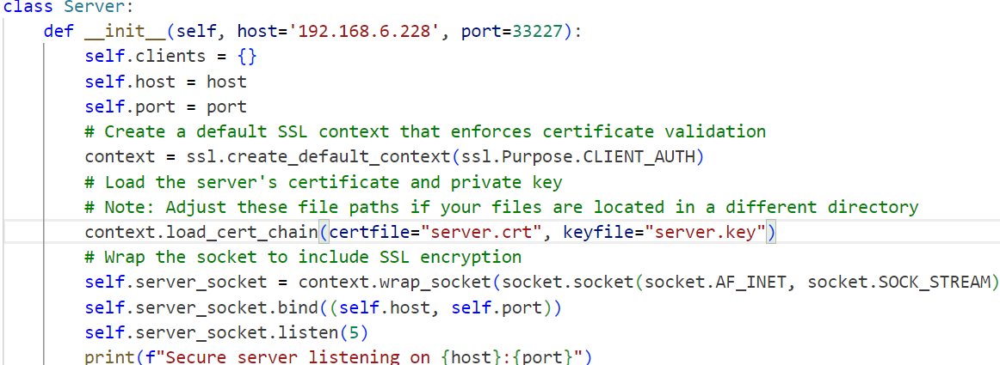 class Server:
    def __init__(self, host='192.168.6.228', port=33227):
        self.clients = {}
        self.host = host
        self.port = port
        # Create a default SSL context that enforces certificate validation
        context = ssl.create_default_context(ssl.Purpose.CLIENT_AUTH)
        # Load the server's certificate and private key
        # Note: Adjust these file paths if your files are located in a different directory
        context.load_cert_chain(certfile="server.crt", keyfile="server.key")
        # Wrap the socket to include SSL encryption
        self.server_socket = context.wrap_socket(socket.socket(socket.AF_INET, socket.SOCK_STREAM)
        self.server_socket.bind((self.host, self.port))
        self.server_socket.listen(5)
        print(f"Secure server listening on {host}:{port}")